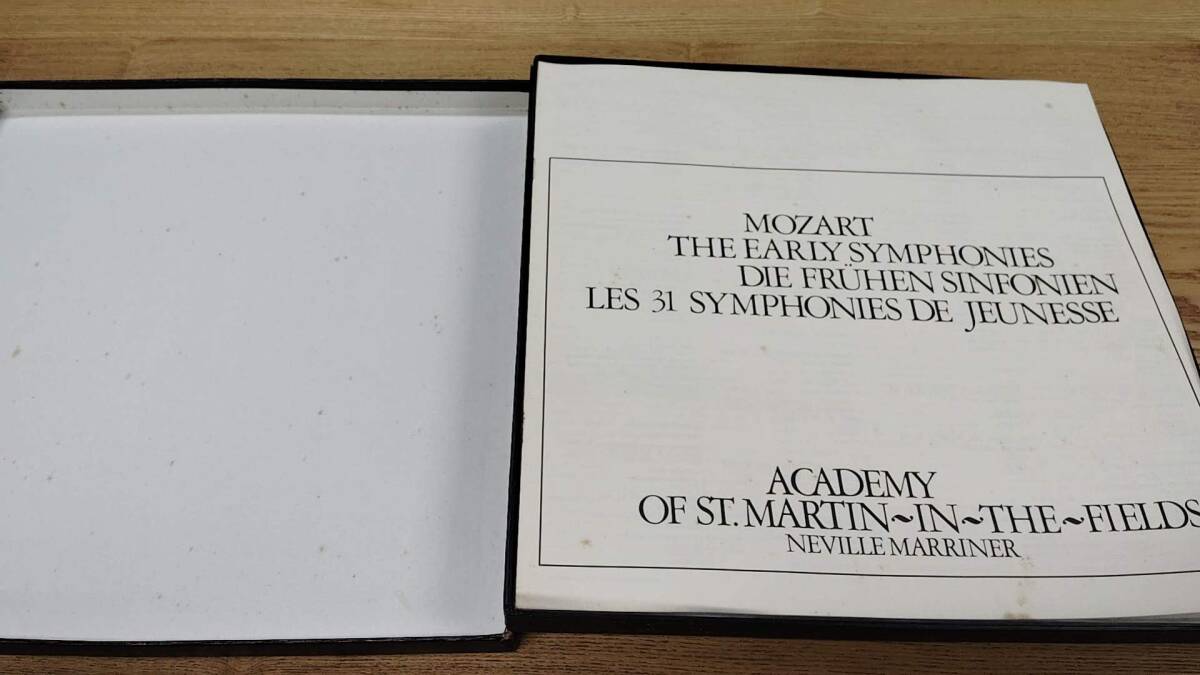 MOZART
THE EARLY SYMPHONIES
DIE FRÜHEN SINFONIEN
LES 31 SYMPHONIES DE JEUNESSE
ACADEMY
OF ST. MARTIN~IN~THE~FIELDS
NEVILLE MARRINER